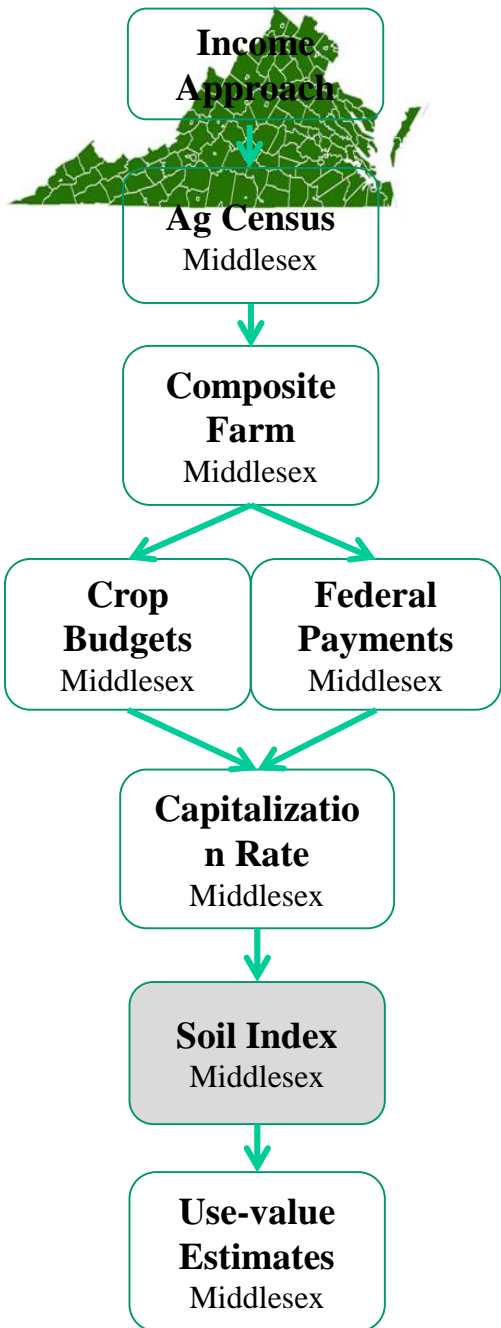 Income
Approach
Ag Census
Middlesex
Composite
Farm
Middlesex
Crop
Budgets
Middlesex
Federal
Payments
Middlesex
Capitalizatio
n Rate
Middlesex
Soil Index
Middlesex
Use-value
Estimates
Middlesex